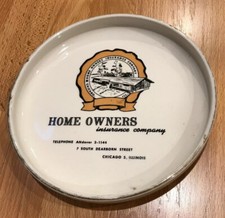 HOME OWNERS
insurance company
TELEPHONE ANdover 3-1144
7 SOUTH DEARBORN STREET
CHICAGO 3, ILLINOIS